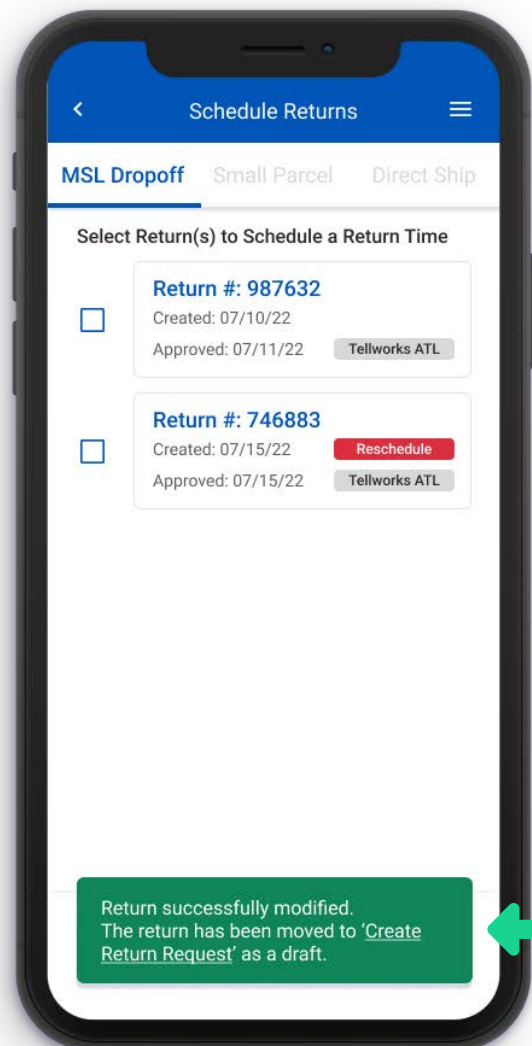 Schedule Returns
MSL Dropoff Small Parcel Direct Ship
Select Return(s) to Schedule a Return Time
Return #: 987632
Created: 07/10/22
Approved: 07/11/22 Tellworks ATL
Return #: 746883
Created: 07/15/22 Reschedule
Approved: 07/15/22 Tellworks ATL
Return successfully modified.
The return has been moved to ‘Create
Return Request’ as a draft.